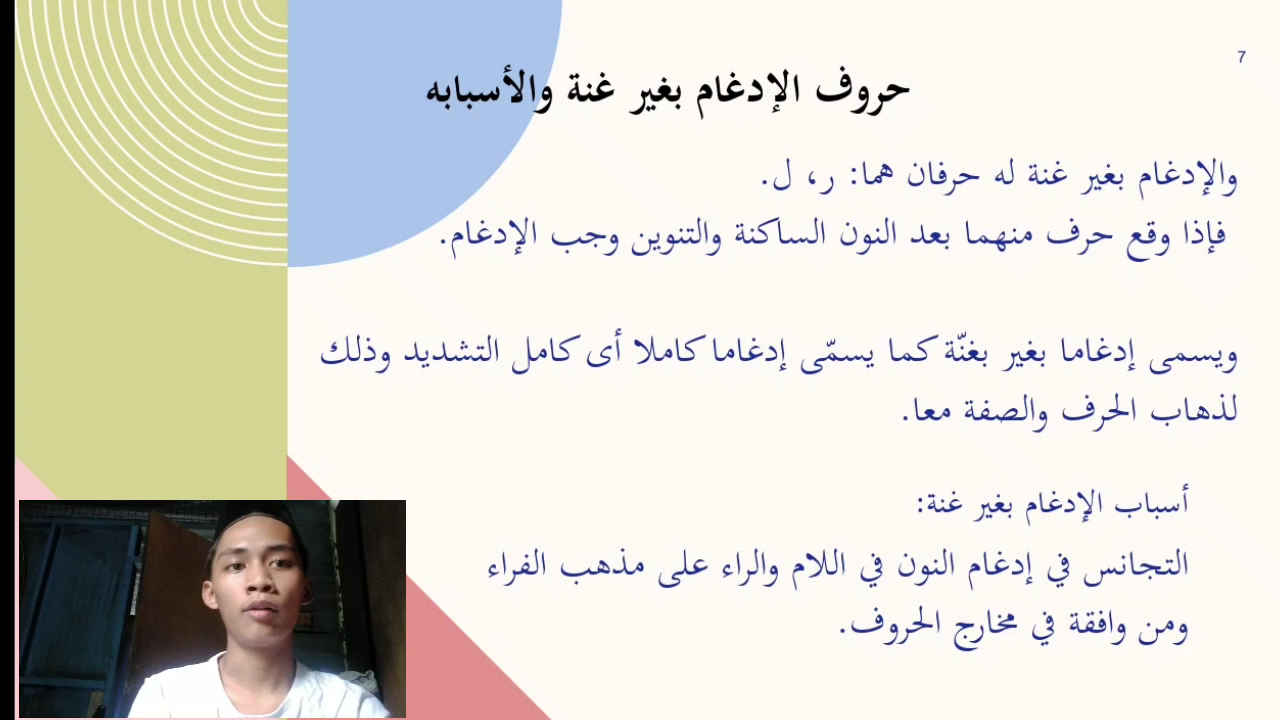 7
حروف الإدغام بغير غنة والأسبابه
والإدغام بغير غنة له حرفان هما: ر، ل.
فإذا وقع حرف منهما بعد النون الساكنة والتنوين وجب الإدغام.
ويسمى إدغاما بغير بغنّة كما يسمّى إدغاما كاملا أى كامل التشديد وذلك
لذهاب الحرف والصفة معا.
أسباب الإدغام بغير غنة:
التجانس في إدغام النون في اللام والراء على مذهب الفراء
ومن وافقة في مخارج الحروف.